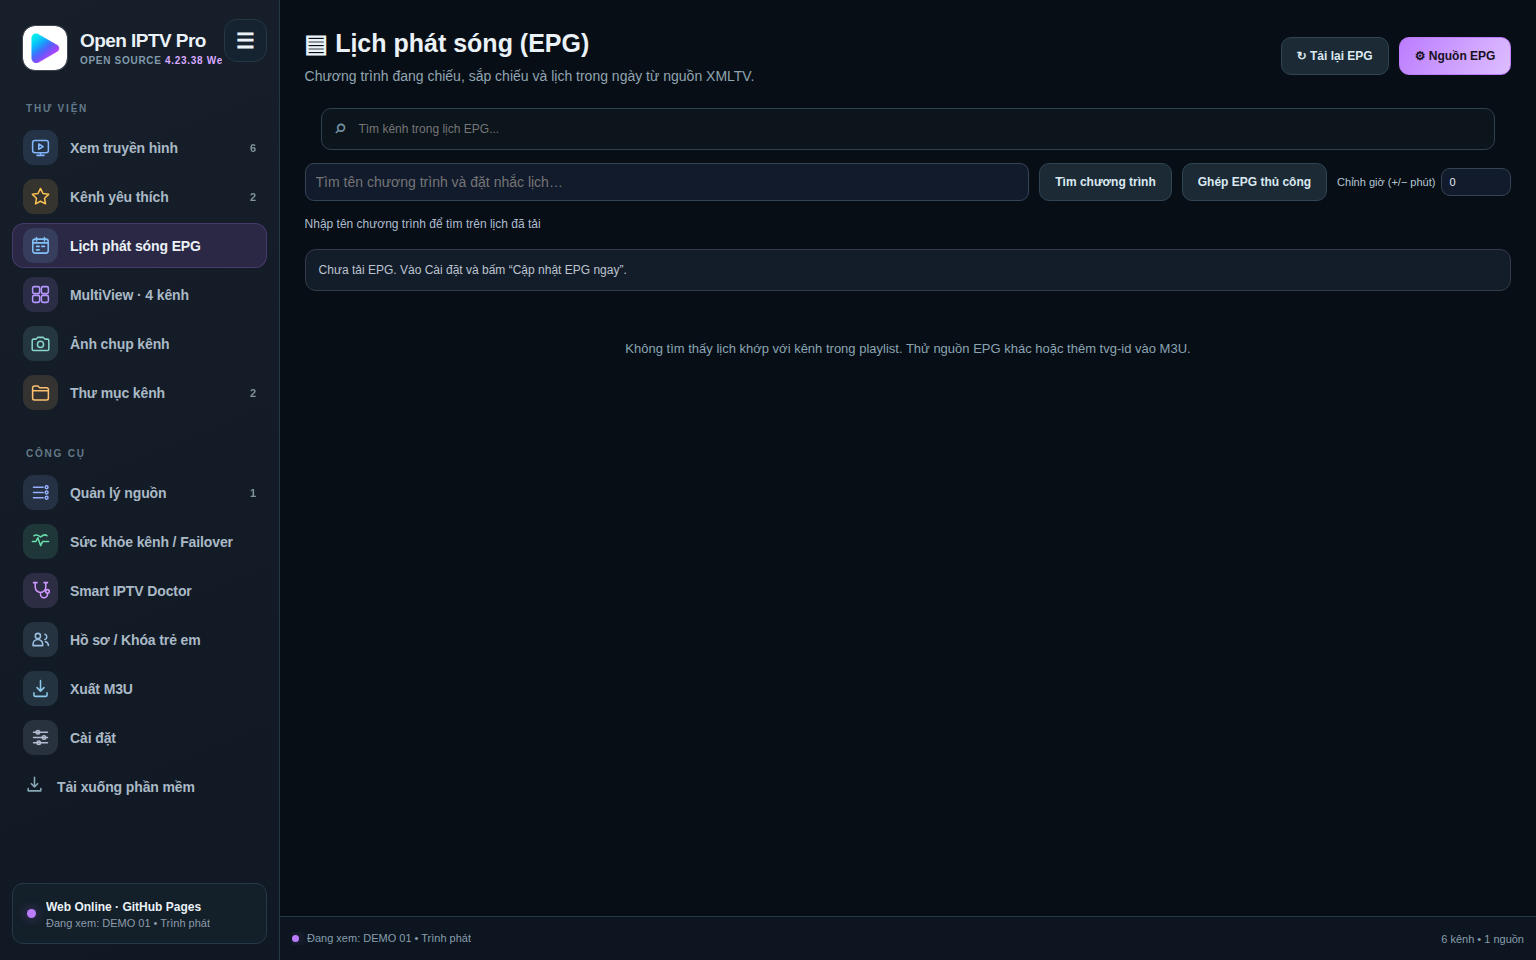 Open IPTV Pro
OPEN SOURCE 4.23.38 We
☰
THƯ VIỆN
Xem truyền hình 6
Kênh yêu thích 2
Lịch phát sóng EPG
MultiView · 4 kênh
Ảnh chụp kênh
Thư mục kênh 2
CÔNG CỤ
Quản lý nguồn 1
Sức khỏe kênh / Failover
Smart IPTV Doctor
Hồ sơ / Khóa trẻ em
Xuất M3U
Cài đặt
Tải xuống phần mềm
Web Online · GitHub Pages
Đang xem: DEMO 01 • Trình phát
▤ Lịch phát sóng (EPG)
Chương trình đang chiếu, sắp chiếu và lịch trong ngày từ nguồn XMLTV.
↻ Tải lại EPG
⚙ Nguồn EPG
Tìm kênh trong lịch EPG...
Tìm tên chương trình và đặt nhắc lịch…
Tìm chương trình
Ghép EPG thủ công
Chỉnh giờ (+/− phút) 0
Nhập tên chương trình để tìm trên lịch đã tải
Chưa tải EPG. Vào Cài đặt và bấm “Cập nhật EPG ngay”.
Không tìm thấy lịch khớp với kênh trong playlist. Thử nguồn EPG khác hoặc thêm tvg-id vào M3U.
Đang xem: DEMO 01 • Trình phát
6 kênh • 1 nguồn